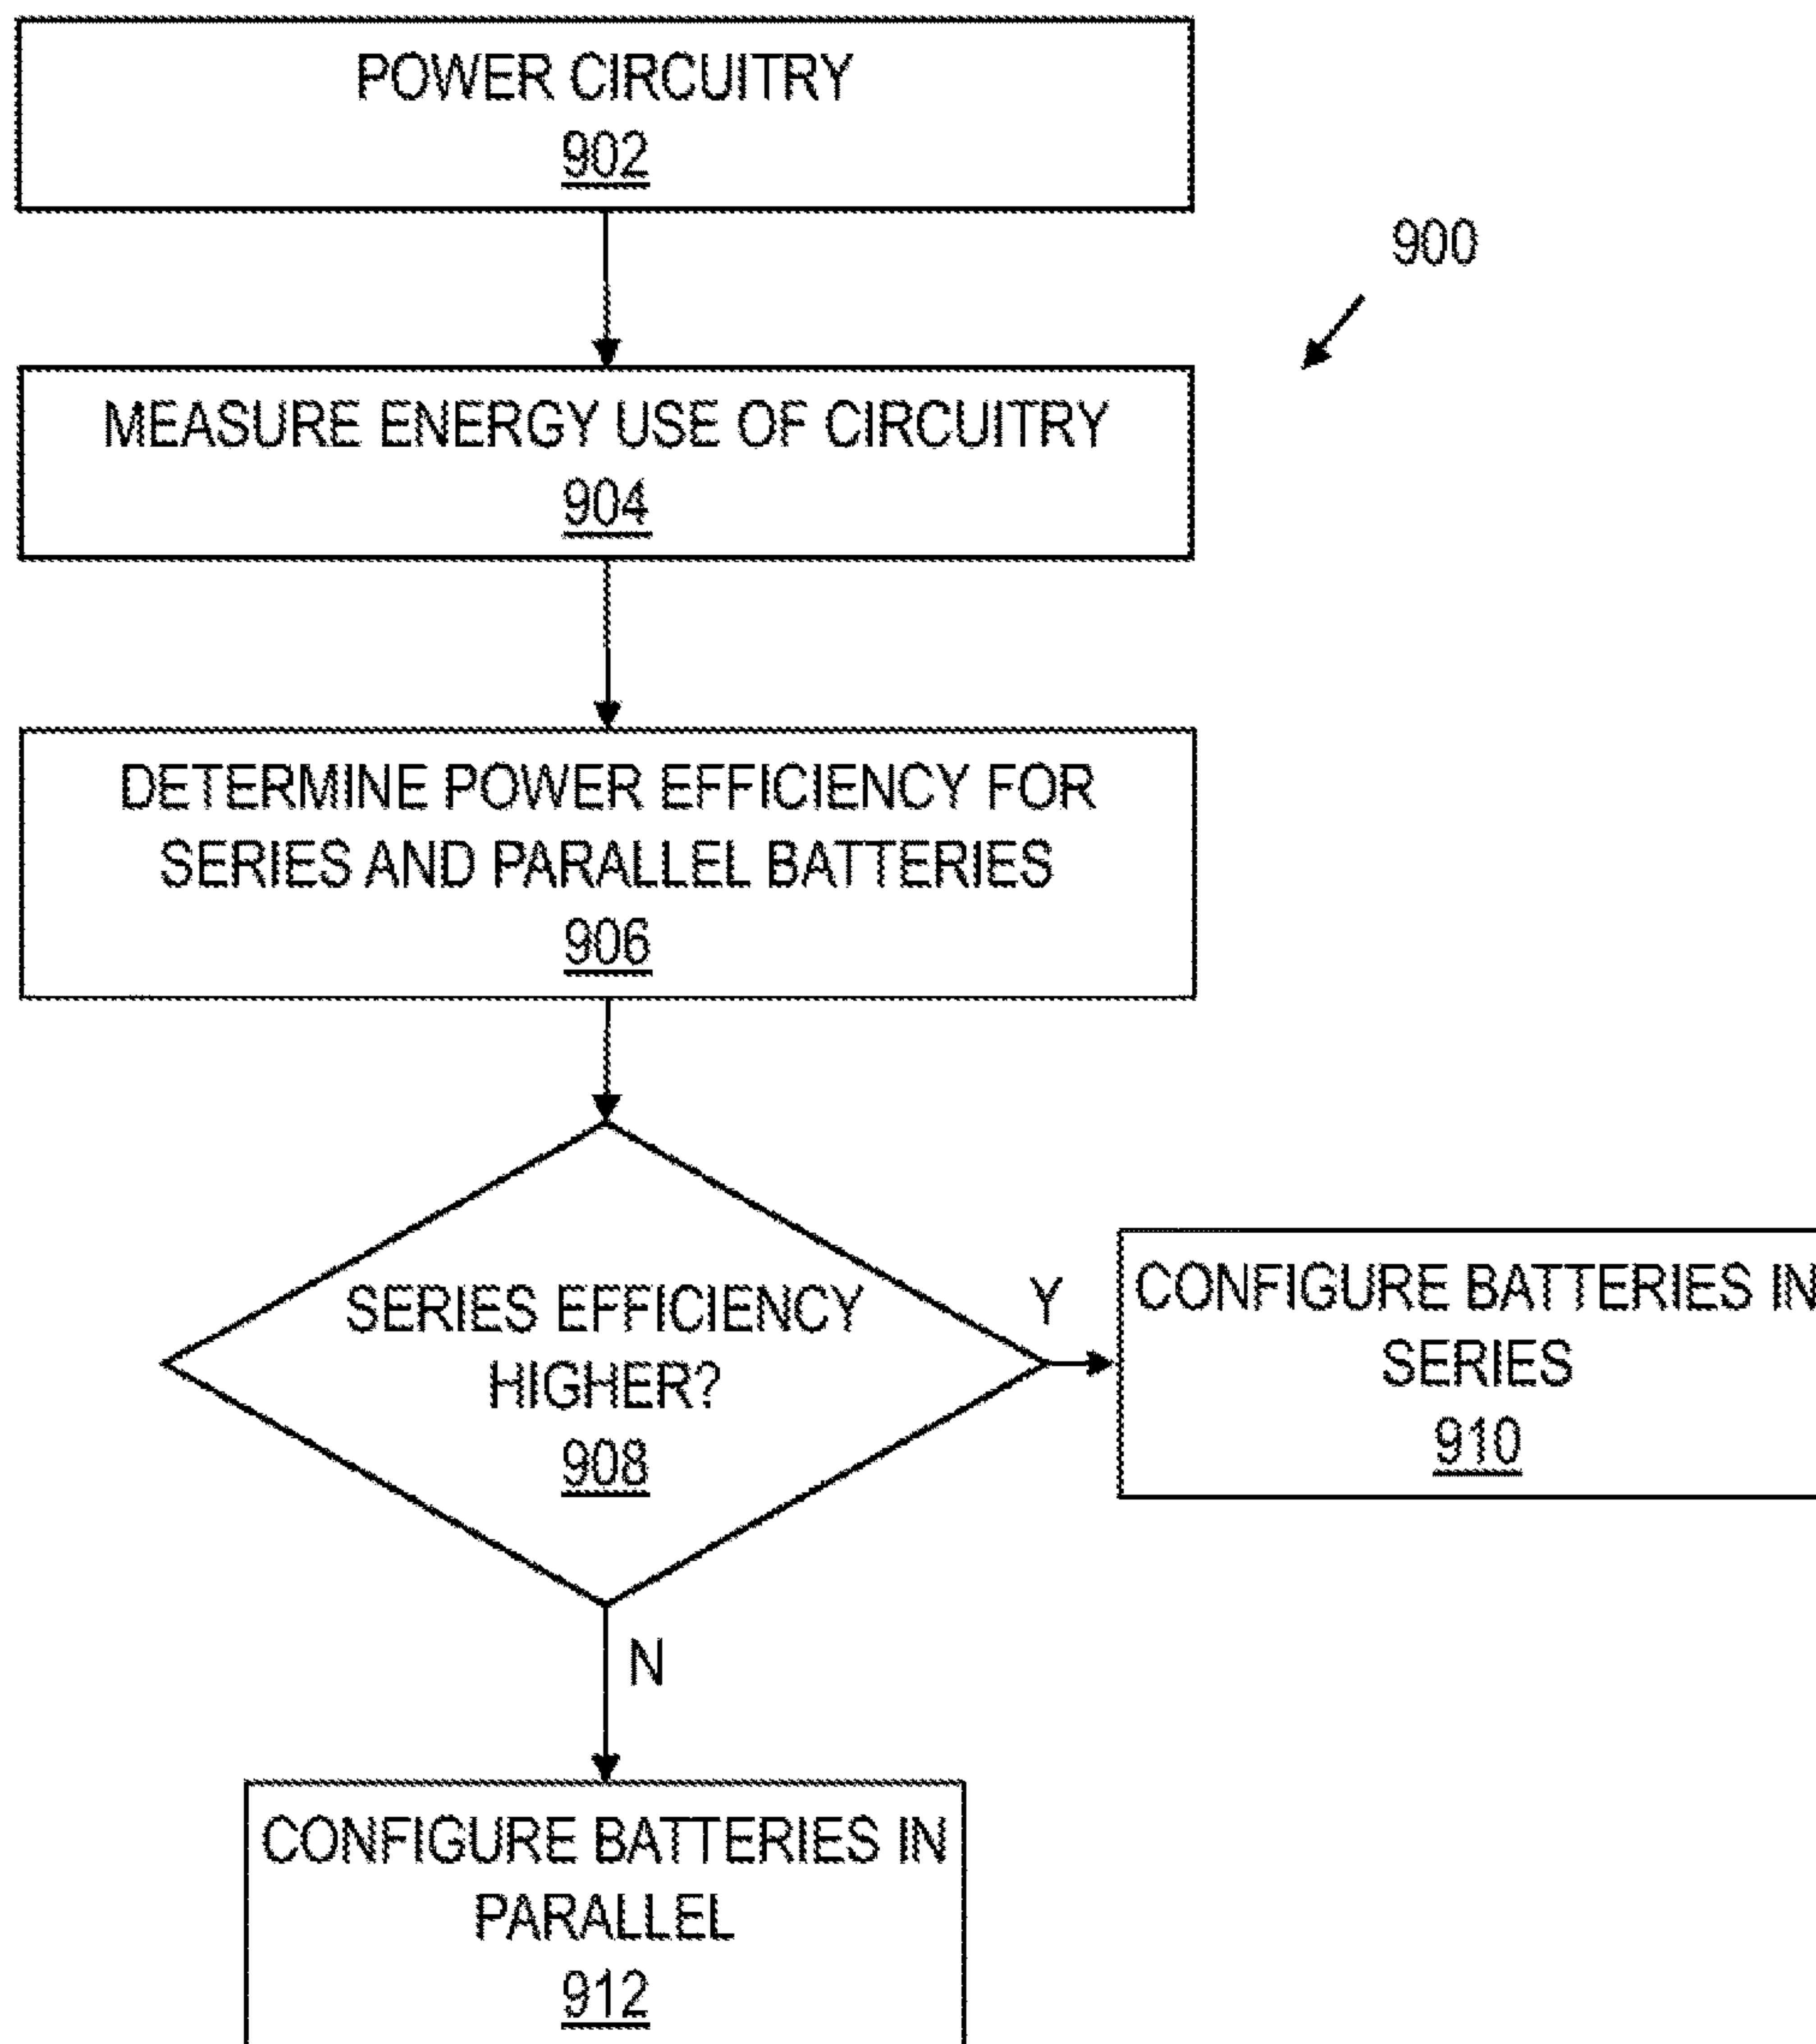 POWER CIRCUITRY
902
900
MEASURE ENERGY USE OF CIRCUITRY
904
DETERMINE POWER EFFICIENCY FOR
SERIES AND PARALLEL BATTERIES
906
SERIES EFFICIENCY
HIGHER?
908
Y
CONFIGURE BATTERIES IN
SERIES
910
N
CONFIGURE BATTERIES IN
PARALLEL
912